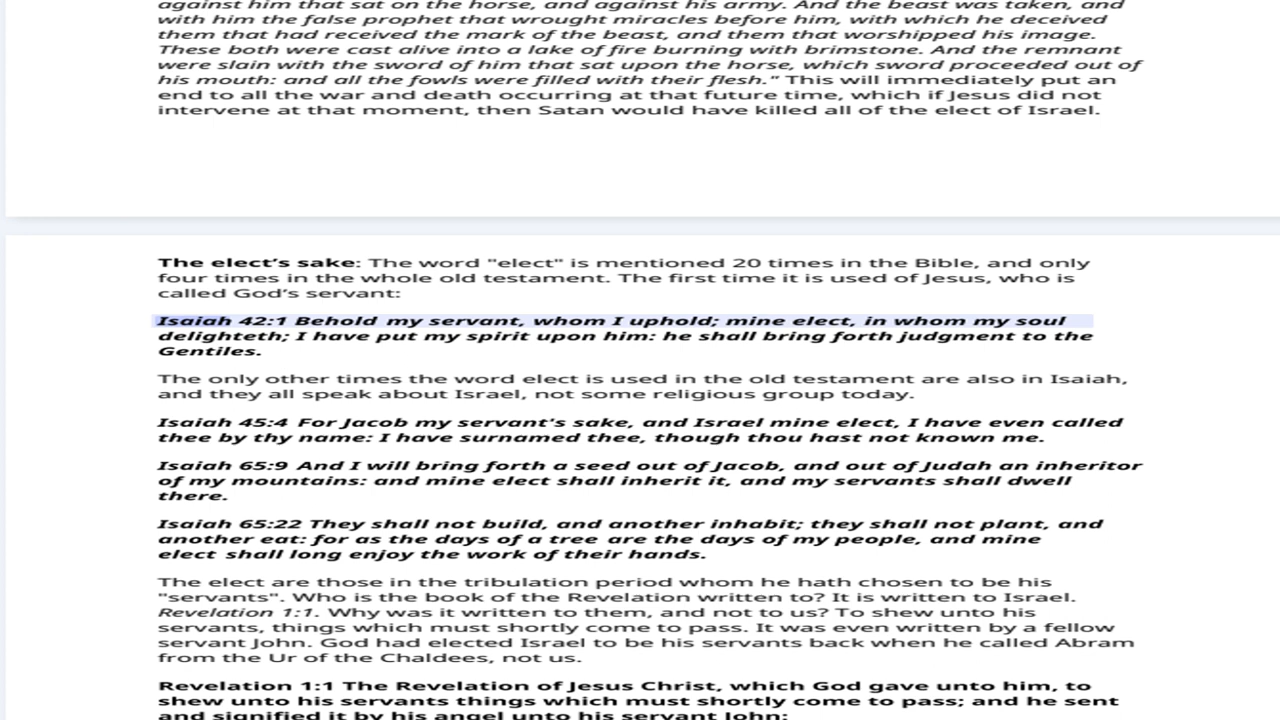 against him that sat on the horse, and against his army. And the beast was taken, and
with him the false prophet that wrought miracles before him, with which he deceived
them that had received the mark of the beast, and them that worshipped his image.
These both were cast alive into a lake of fire burning with brimstone. And the remnant
were slain with the sword of him that sat upon the horse, which sword proceeded out of
his mouth: and all the fowls were filled with their flesh." This will immediately put an
end to all the war and death occurring at that future time, which if Jesus did not
intervene at that moment, then Satan would have killed all of the elect of Israel.
The elect's sake: The word "elect" is mentioned 20 times in the Bible, and only
four times in the whole old testament. The first time it is used of Jesus, who is
called God's servant:
Isaiah 42:1 Behold my servant, whom I uphold; mine elect, in whom my soul
delighteth; I have put my spirit upon him: he shall bring forth judgment to the
Gentiles.
The only other times the word elect is used in the old testament are also in Isaiah,
and they all speak about Israel, not some religious group today.
Isaiah 45:4 For Jacob my servant's sake, and Israel mine elect, I have even called
thee by thy name: I have surnamed thee, though thou hast not known me.
Isaiah 65:9 And I will bring forth a seed out of Jacob, and out of Judah an inheritor
of my mountains: and mine elect shall inherit it, and my servants shall dwell
there.
Isaiah 65:22 They shall not build, and another inhabit; they shall not plant, and
another eat: for as the days of a tree are the days of my people, and mine
elect shall long enjoy the work of their hands.
The elect are those in the tribulation period whom he hath chosen to be his
"servants". Who is the book of the Revelation written to? It is written to Israel.
Revelation 1:1. Why was it written to them, and not to us? To shew unto his
servants, things which must shortly come to pass. It was even written by a fellow
servant John. God had elected Israel to be his servants back when he called Abram
from the Ur of the Chaldees, not us.
Revelation 1:1 The Revelation of Jesus Christ, which God gave unto him, to
shew unto his servants things which must shortly come to pass; and he sent
and signified it by his angel unto his servant John: